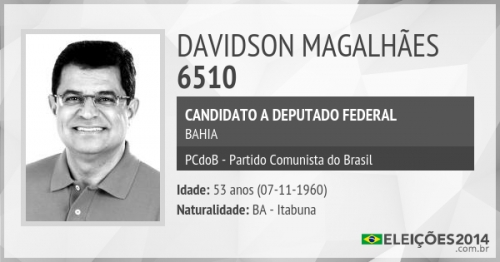 DAVIDSON MAGALHÃES
6510
CANDIDATO A DEPUTADO FEDERAL
BAHIA
PCdoB - Partido Comunista do Brasil
Idade: 53 anos (07-11-1960)
Naturalidade: BA - Itabuna
ELEIÇÕES2014
.com.br